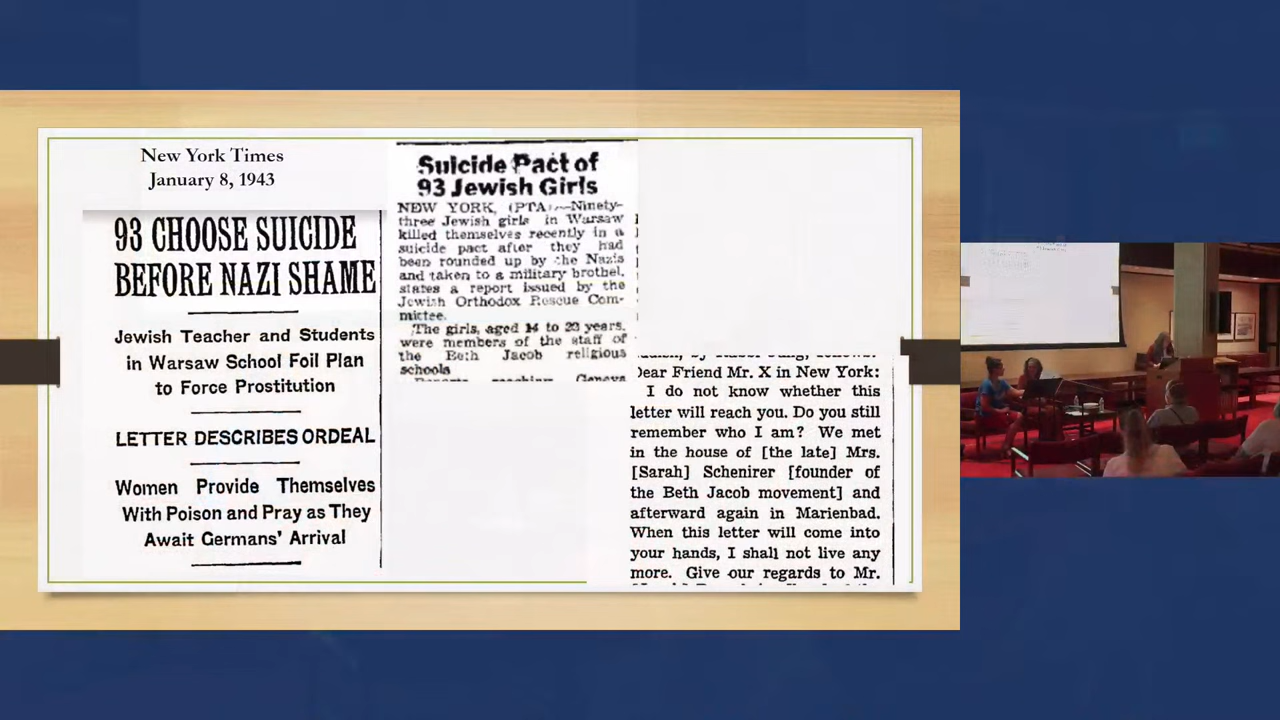 New York Times
January 8, 1943
93 CHOOSE SUICIDE
BEFORE NAZI SHAME
Jewish Teacher and Students
in Warsaw School Foil Plan
to Force Prostitution
LETTER DESCRIBES ORDEAL
Women Provide Themselves
With Poison and Pray as They
Await Germans' Arrival
Suicide Pact of
93 Jewish Girls
NEW YORK, (PTA)—Ninety-
three Jewish girls in Warsaw
killed themselves recently in a
suicide pact after they had
been rounded up by the Nazis
and taken to a military brothel,
states a report issued by the
Jewish Orthodox Rescue Com-
mittee.
The girls, aged 14 to 22 years,
were members of the staff of
the Beth Jacob religious
schools
Geneva
Dear Friend Mr. X in New York:
I do not know whether this
letter will reach you. Do you still
remember who I am? We met
in the house of [the late] Mrs.
[Sarah] Schenirer [founder of
the Beth Jacob movement] and
afterward again in Marienbad.
When this letter will come into
your hands, I shall not live any
more. Give our regards to Mr.